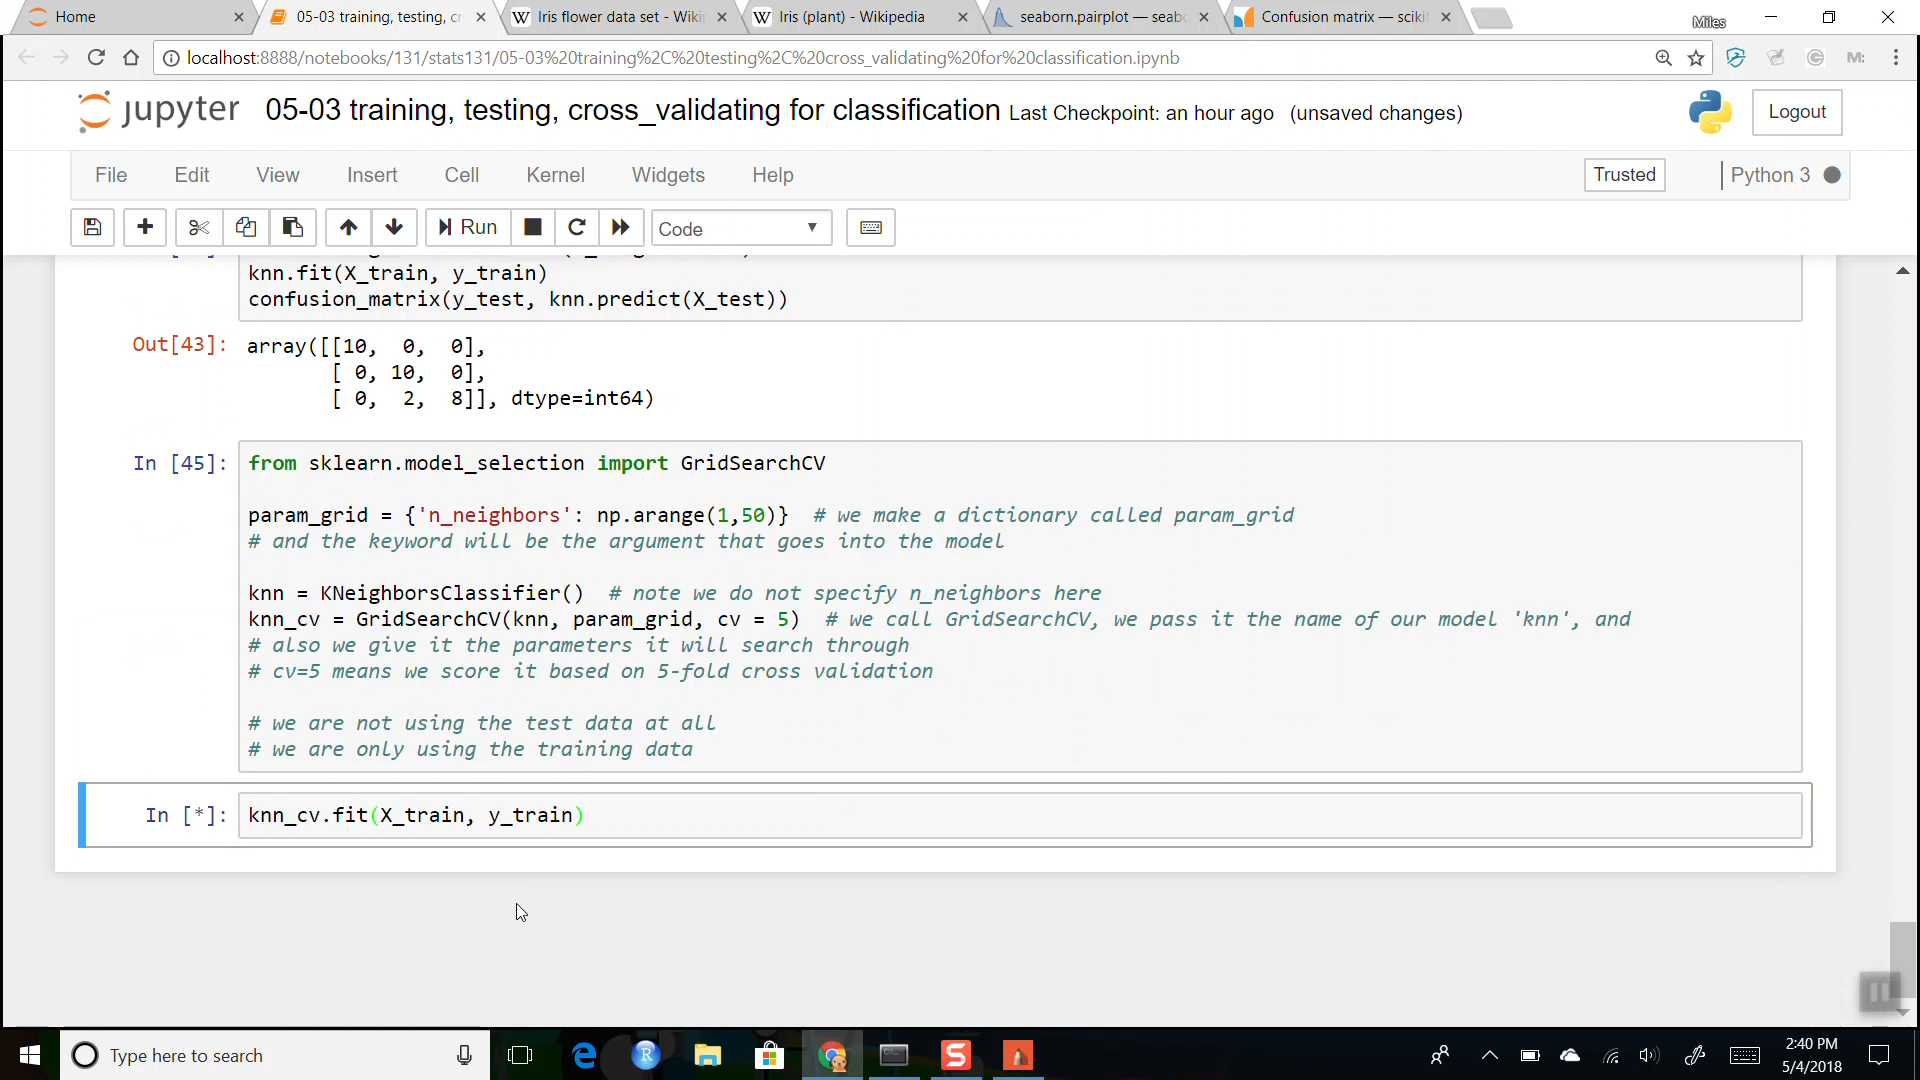 Home
05-03 training, testing, cr
Iris flower data set - Wiki
Iris (plant) - Wikipedia
seaborn.pairplot — seab
Confusion matrix — scikit
Miles
localhost:8888/notebooks/131/stats131/05-03%20training%2C%20testing%2C%20cross_validating%20for%20classification.ipynb
jupyter 05-03 training, testing, cross_validating for classification Last Checkpoint: an hour ago (unsaved changes)
Logout
File Edit View Insert Cell Kernel Widgets Help
Trusted
Python 3
Run
Code
knn.fit(X_train, y_train)
confusion_matrix(y_test, knn.predict(X_test))
Out[43]: array([[10,  0,  0],
[ 0, 10,  0],
[ 0,  2,  8]], dtype=int64)
In [45]: from sklearn.model_selection import GridSearchCV
param_grid = {'n_neighbors': np.arange(1,50)}  # we make a dictionary called param_grid
# and the keyword will be the argument that goes into the model
knn = KNeighborsClassifier()  # note we do not specify n_neighbors here
knn_cv = GridSearchCV(knn, param_grid, cv = 5)  # we call GridSearchCV, we pass it the name of our model 'knn', and
# also we give it the parameters it will search through
# cv=5 means we score it based on 5-fold cross validation
# we are not using the test data at all
# we are only using the training data
In [*]: knn_cv.fit(X_train, y_train)
Type here to search
2:40 PM
5/4/2018